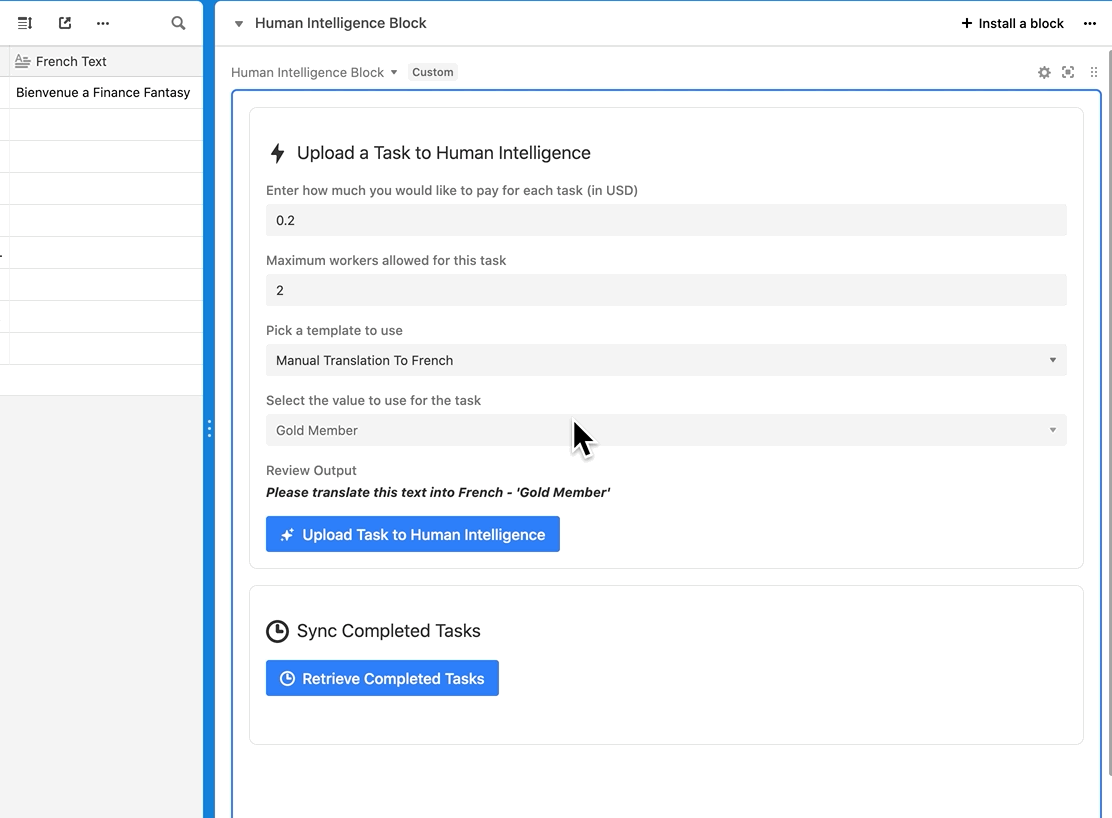 French Text
Bienvenue a Finance Fantasy
Human Intelligence Block
Install a block
Human Intelligence Block
Custom
Upload a Task to Human Intelligence
Enter how much you would like to pay for each task (in USD)
0.2
Maximum workers allowed for this task
2
Pick a template to use
Manual Translation To French
Select the value to use for the task
Gold Member
Review Output
Please translate this text into French - 'Gold Member'
Upload Task to Human Intelligence
Sync Completed Tasks
Retrieve Completed Tasks